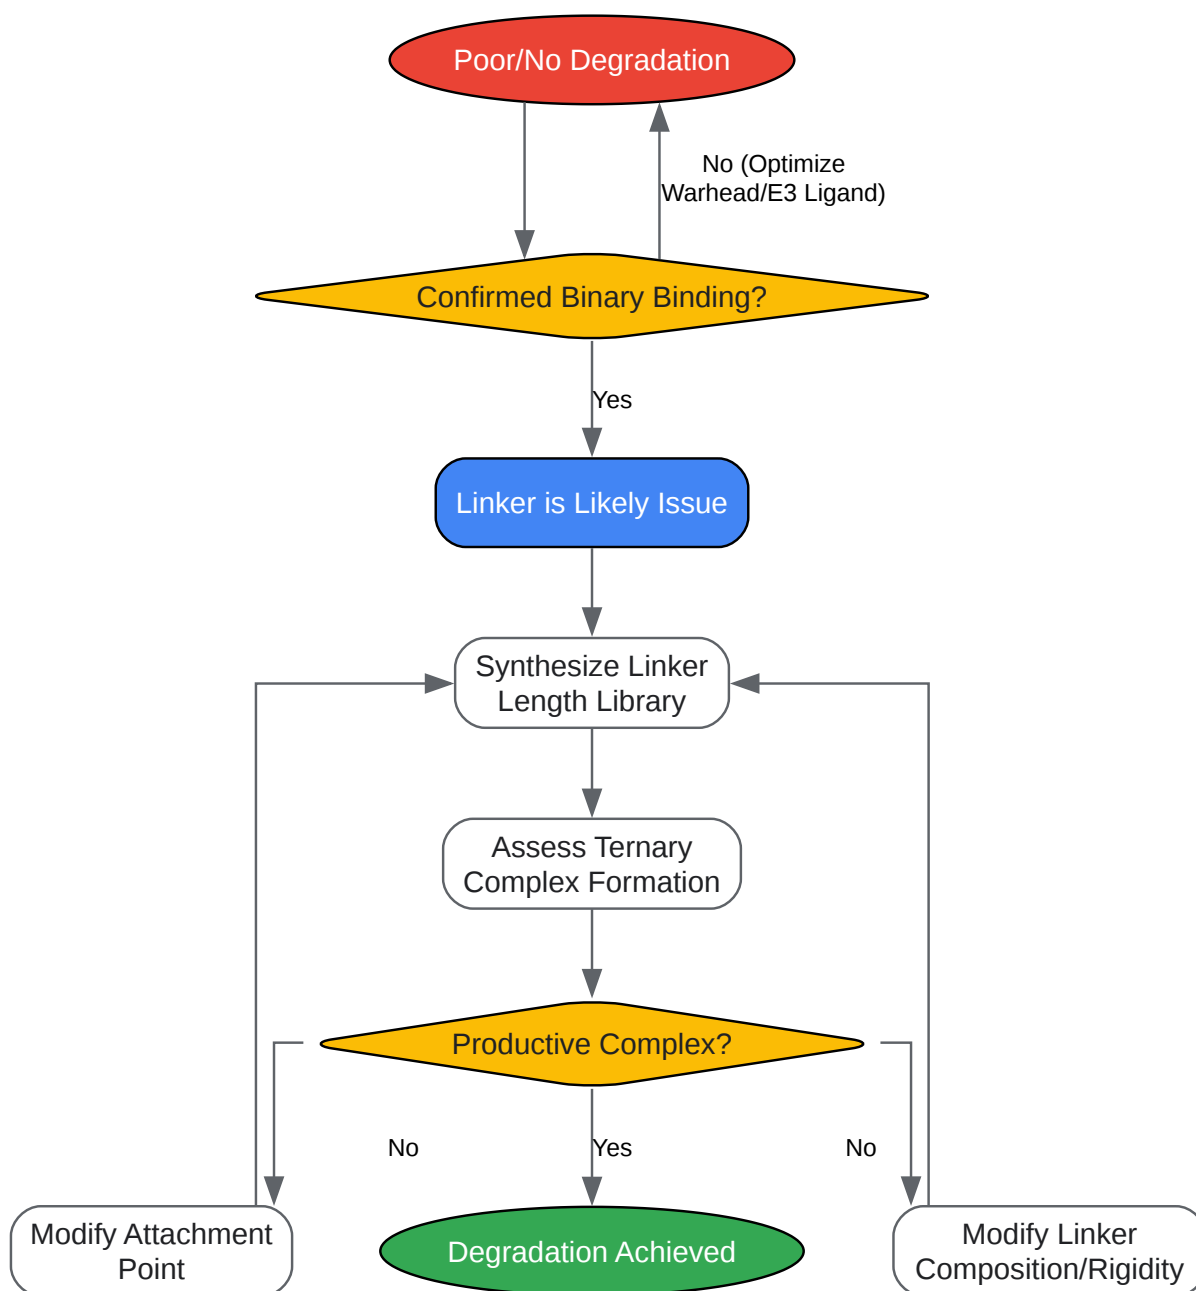 Poor/No Degradation
No (Optimize
Warhead/E3 Ligand)
Confirmed Binary Binding?
Yes
Linker is Likely Issue
Synthesize Linker
Length Library
Assess Ternary
Complex Formation
Productive Complex?
No
Yes
No
Modify Attachment
Point
Degradation Achieved
Modify Linker
Composition/Rigidity